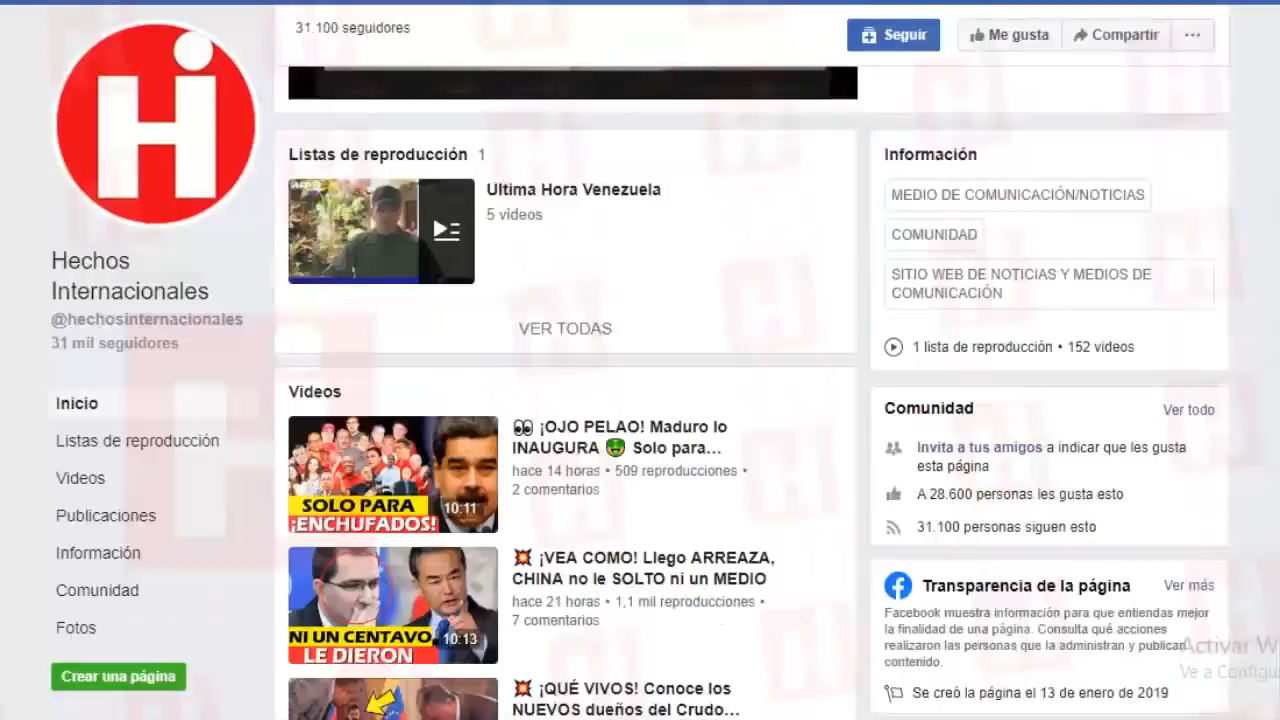 31.100 seguidores
Seguir
Me gusta
Compartir
Hi
Hechos
Internacionales
@hechosinternacionales
31 mil seguidores
Inicio
Listas de reproducción
Videos
Publicaciones
Información
Comunidad
Fotos
Crear una página
Listas de reproducción 1
Ultima Hora Venezuela
5 videos
VER TODAS
Videos
SOLO PARA
¡ENCHUFADOS!
10:11
👀 ¡OJO PELAO! Maduro lo
INAUGURA 🤑 Solo para...
hace 14 horas • 509 reproducciones •
2 comentarios
NI UN CENTAVO
LE DIERON
10:13
💥 ¡VEA COMO! Llego ARREAZA,
CHINA no le SOLTO ni un MEDIO
hace 21 horas • 1,1 mil reproducciones •
7 comentarios
💥 ¡QUÉ VIVOS! Conoce los
NUEVOS dueños del Crudo...
Información
MEDIO DE COMUNICACIÓN/NOTICIAS
COMUNIDAD
SITIO WEB DE NOTICIAS Y MEDIOS DE
COMUNICACIÓN
1 lista de reproducción • 152 videos
Comunidad
Ver todo
Invita a tus amigos a indicar que les gusta
esta página
A 28.600 personas les gusta esto
31.100 personas siguen esto
Transparencia de la página
Ver más
Facebook muestra información para que entiendas mejor
la finalidad de una página. Consulta qué acciones
realizaron las personas que la administran y publican
contenido.
Se creó la página el 13 de enero de 2019
Activar W
Ve a Configu